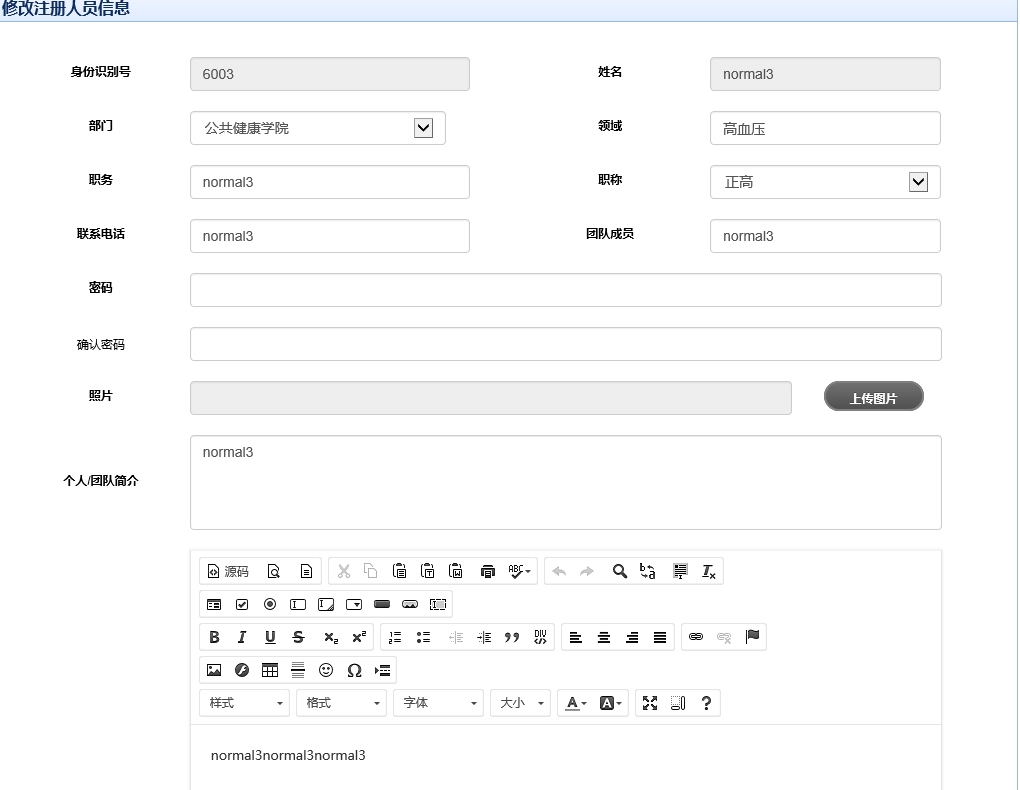 修改注册人员信息
身份识别号 6003 姓名 normal3
部门 公共健康学院 领域 高血压
职务 normal3 职称 正高
联系电话 normal3 团队成员 normal3
密码
确认密码
照片 上传图片
个人/团队简介 normal3
源码 ABC
B I U S x₂ x² DIV
Ω
样式 格式 字体 大小 A A ?
normal3normal3normal3